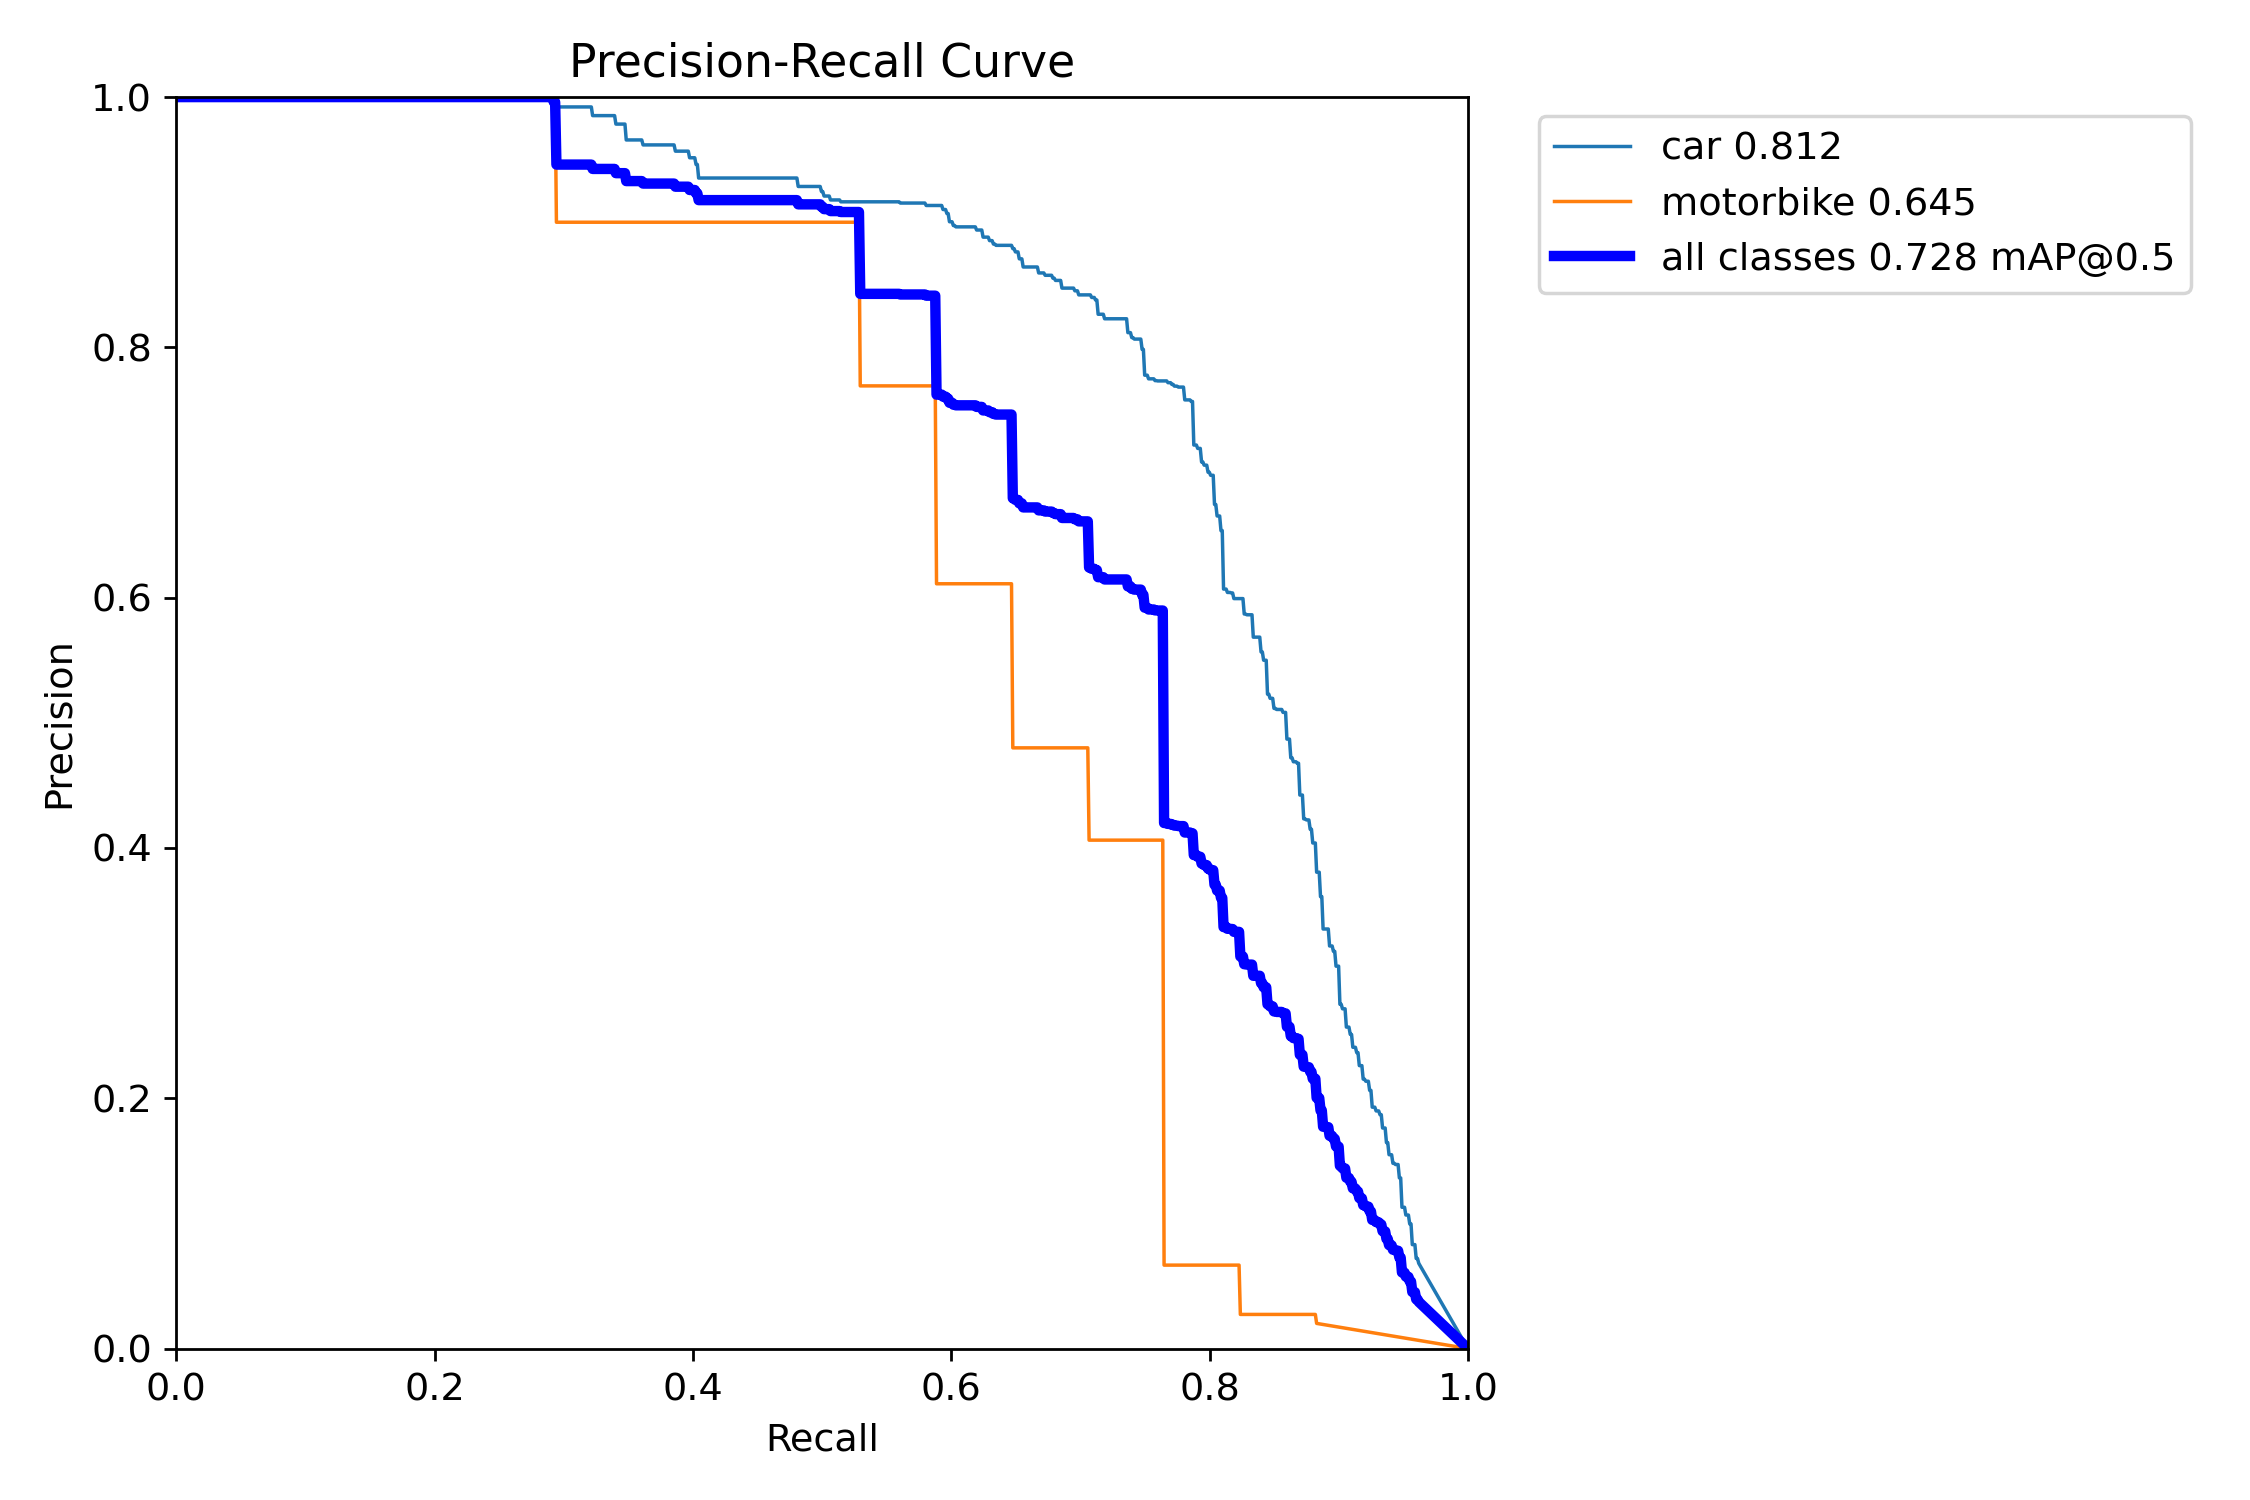 Precision-Recall Curve
1.0
0.8
0.6
0.4
0.2
0.0
Precision
0.0 0.2 0.4 0.6 0.8 1.0
Recall
car 0.812
motorbike 0.645
all classes 0.728 mAP@0.5